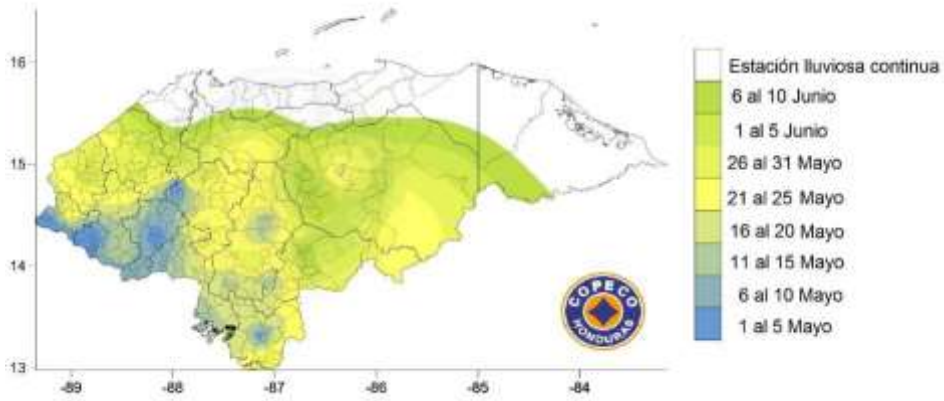 16
15
14
13
-89
-88
-87
-86
-85
-84
COPECO
HONDURAS
Estación lluviosa continua
6 al 10 Junio
1 al 5 Junio
26 al 31 Mayo
21 al 25 Mayo
16 al 20 Mayo
11 al 15 Mayo
6 al 10 Mayo
1 al 5 Mayo